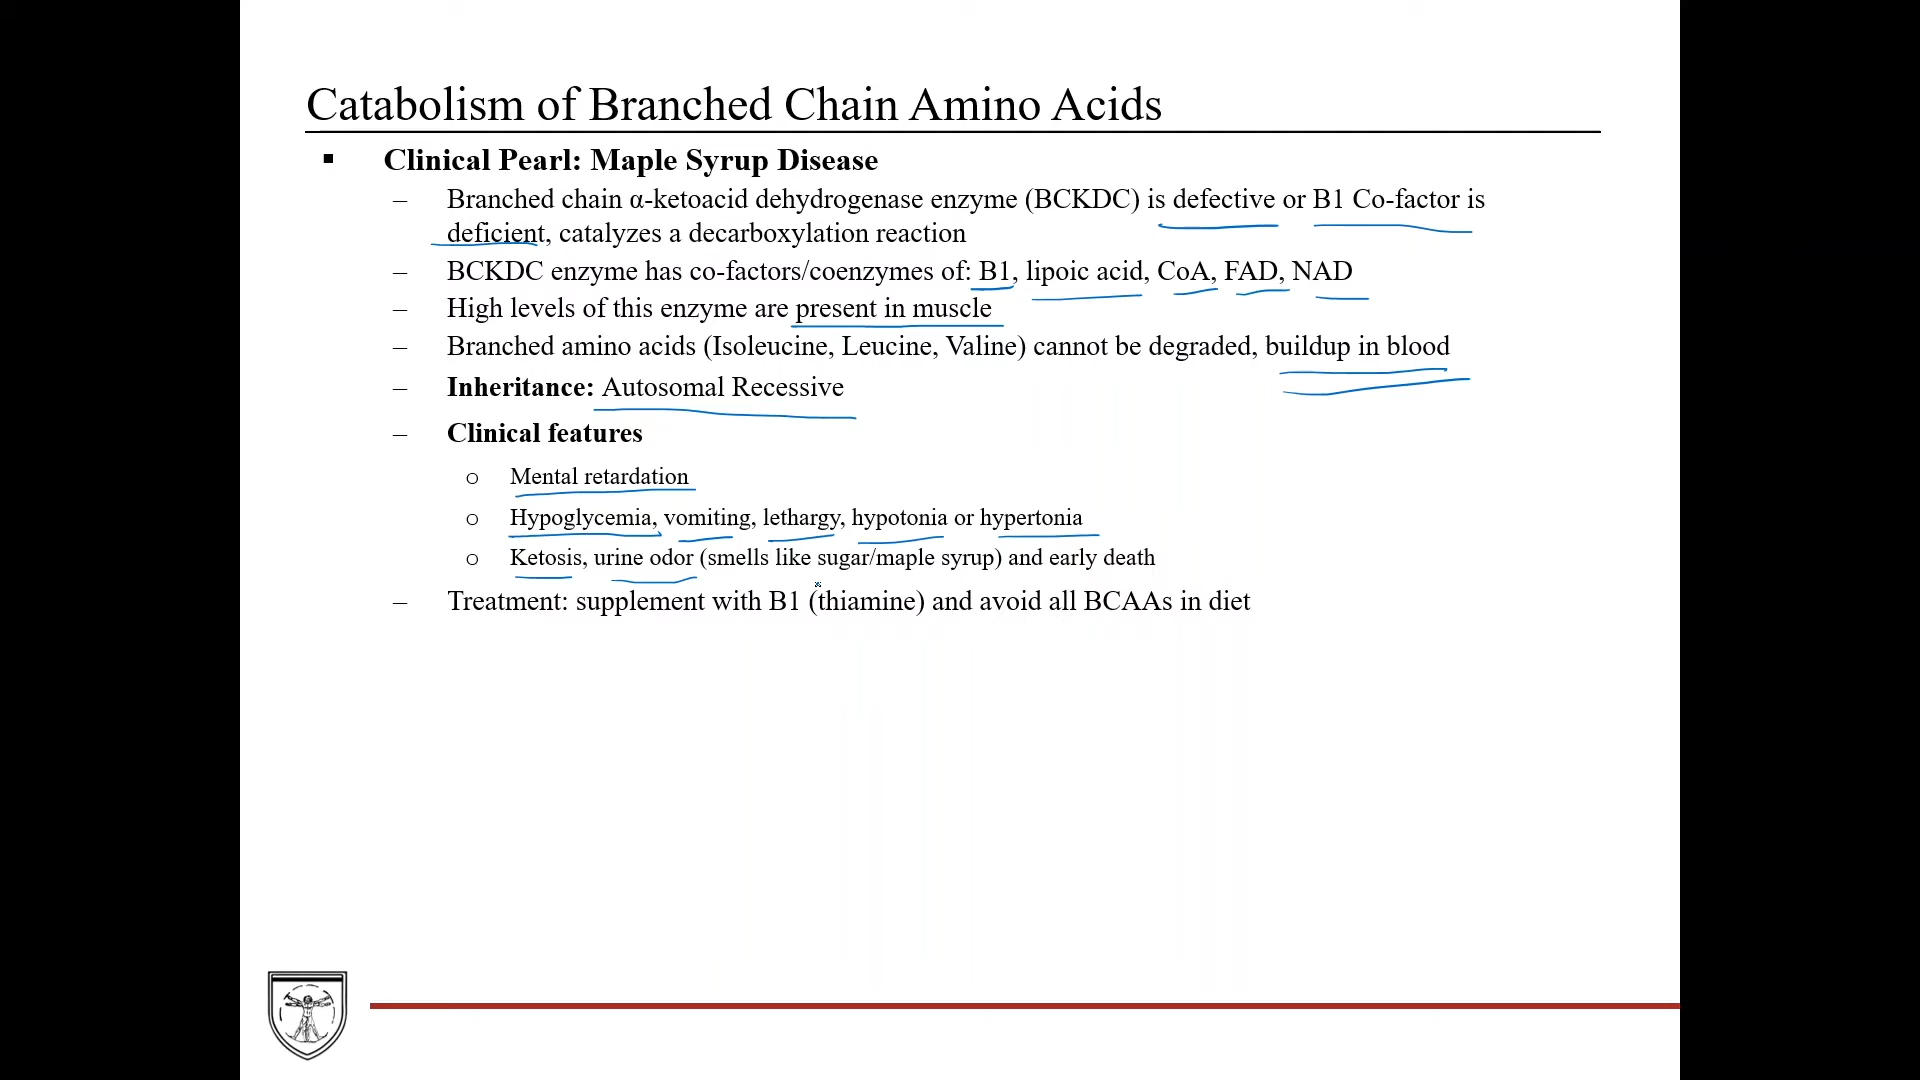 Catabolism of Branched Chain Amino Acids
▪ Clinical Pearl: Maple Syrup Disease
– Branched chain α-ketoacid dehydrogenase enzyme (BCKDC) is defective or B1 Co-factor is
deficient, catalyzes a decarboxylation reaction
– BCKDC enzyme has co-factors/coenzymes of: B1, lipoic acid, CoA, FAD, NAD
– High levels of this enzyme are present in muscle
– Branched amino acids (Isoleucine, Leucine, Valine) cannot be degraded, buildup in blood
– Inheritance: Autosomal Recessive
– Clinical features
o Mental retardation
o Hypoglycemia, vomiting, lethargy, hypotonia or hypertonia
o Ketosis, urine odor (smells like sugar/maple syrup) and early death
– Treatment: supplement with B1 (thiamine) and avoid all BCAAs in diet